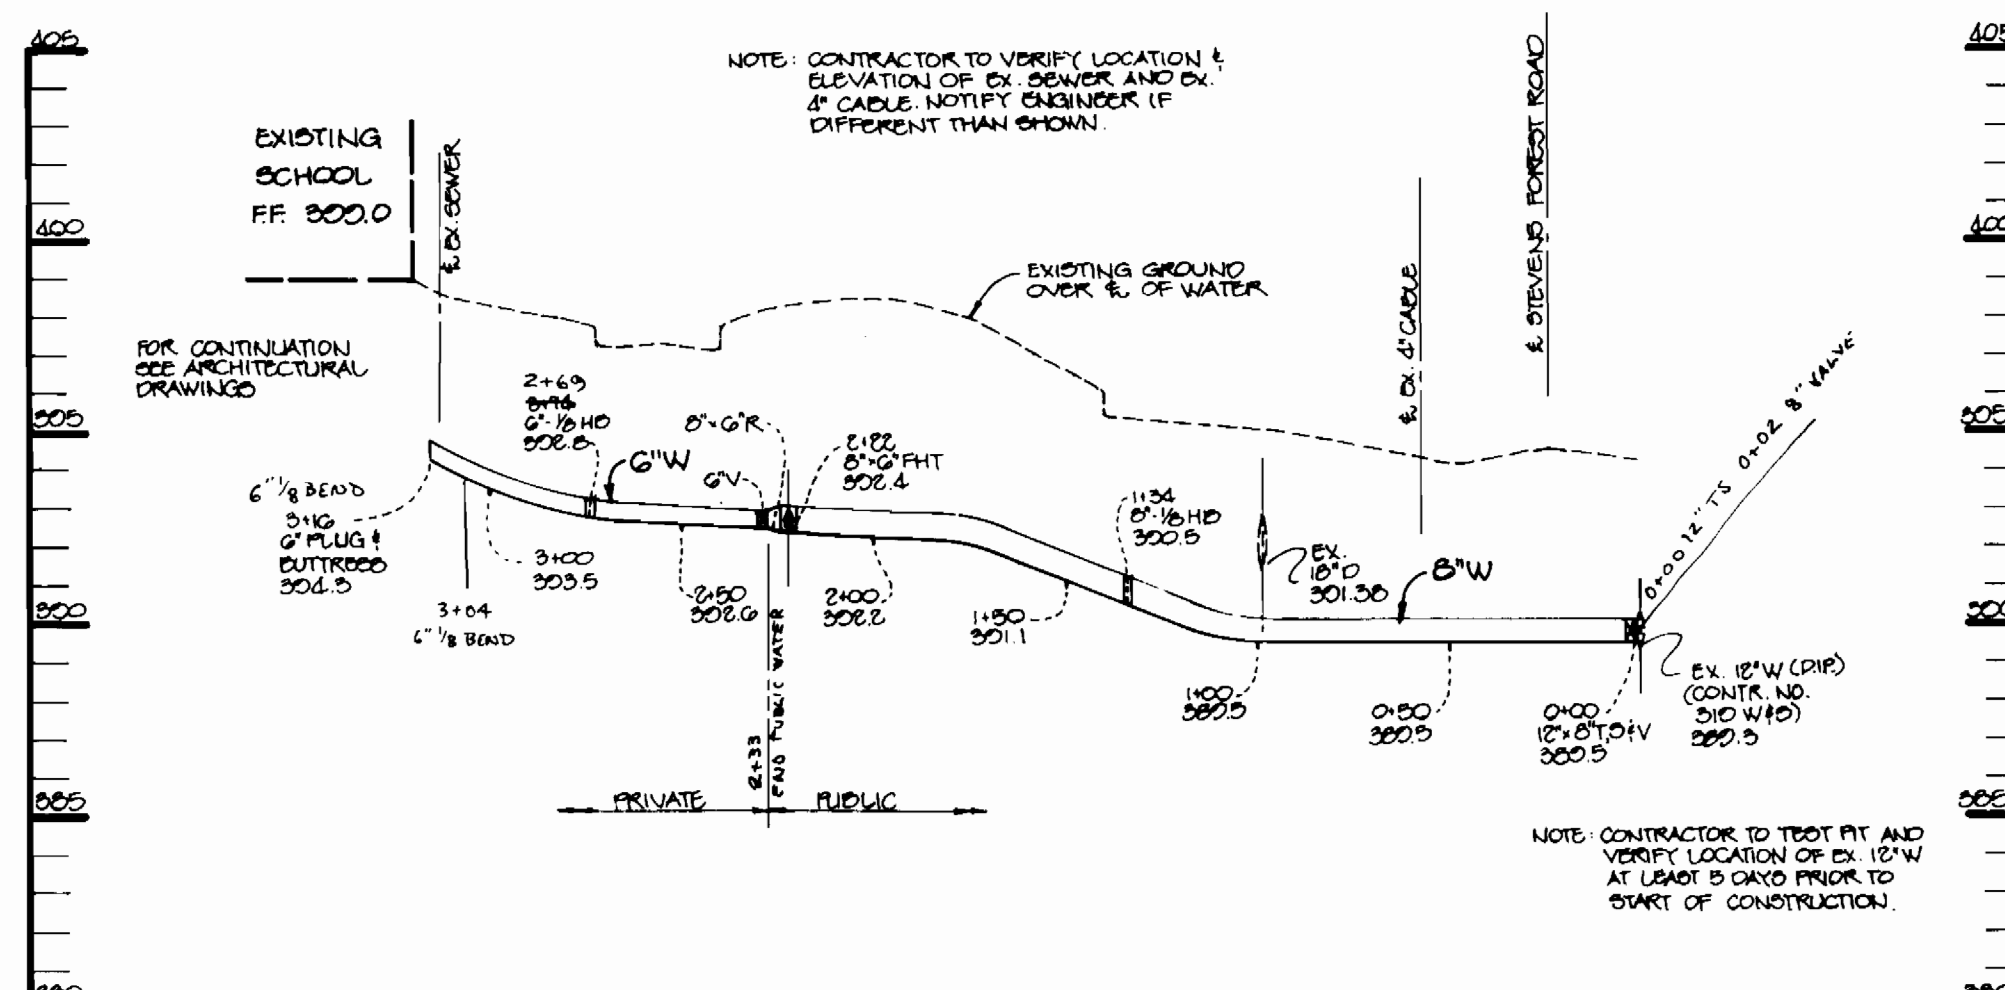 405
405
NOTE: CONTRACTOR TO VERIFY LOCATION &
ELEVATION OF EX. SEWER AND EX.
4" CABLE. NOTIFY ENGINEER IF
DIFFERENT THAN SHOWN.
EXISTING
SCHOOL
F.F. 399.0
℄ EX. SEWER
℄ STEVENS FOREST ROAD
400
400
EXISTING GROUND
OVER ℄ OF WATER
℄ EX. 4" CABLE
FOR CONTINUATION
SEE ARCHITECTURAL
DRAWINGS
395
395
2+69
6"-1/8 HB
392.8
8"x6"R
6"W
6"V
2+22
8"x6" FHT
392.4
6" 1/8 BEND
3+16
6" PLUG &
BUTTRESS
394.3
3+00
393.5
3+04
6" 1/8 BEND
2+50
392.6
2+00
392.2
1+50
391.1
1+34
8"-1/8 HB
390.5
EX.
18"D
391.38
8"W
0+00 12" TS 0+02 8" VALVE
390
390
1+00
389.5
0+50
389.5
0+00
12"x8"T,S&V
389.5
EX. 12"W (D.I.P.)
(CONTR. NO.
310 W&S)
389.3
2+33
END PUBLIC WATER
PRIVATE
PUBLIC
385
385
NOTE: CONTRACTOR TO TEST PIT AND
VERIFY LOCATION OF EX. 12"W
AT LEAST 5 DAYS PRIOR TO
START OF CONSTRUCTION.